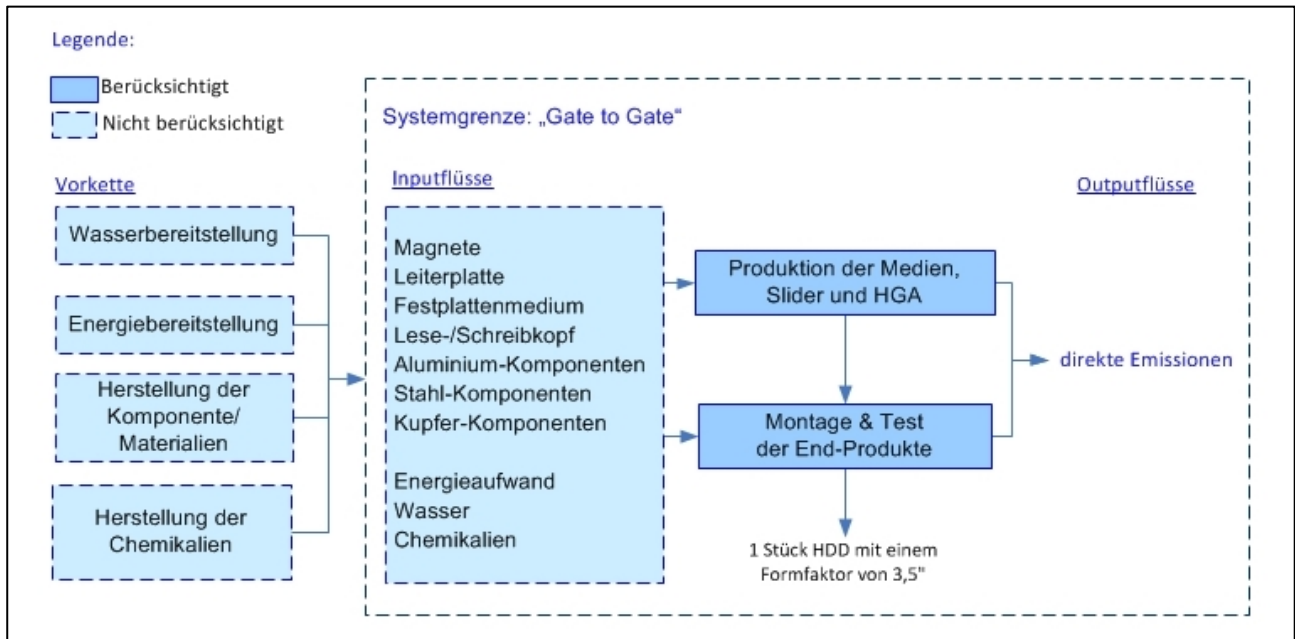 Legende:
Berücksichtigt
Nicht berücksichtigt
Systemgrenze: „Gate to Gate“
Vorkette
Inputflüsse
Outputflüsse
Wasserbereitstellung
Energiebereitstellung
Herstellung der
Komponente/
Materialien
Herstellung der
Chemikalien
Magnete
Leiterplatte
Festplattenmedium
Lese-/Schreibkopf
Aluminium-Komponenten
Stahl-Komponenten
Kupfer-Komponenten
Energieaufwand
Wasser
Chemikalien
Produktion der Medien,
Slider und HGA
Montage & Test
der End-Produkte
direkte Emissionen
1 Stück HDD mit einem
Formfaktor von 3,5"